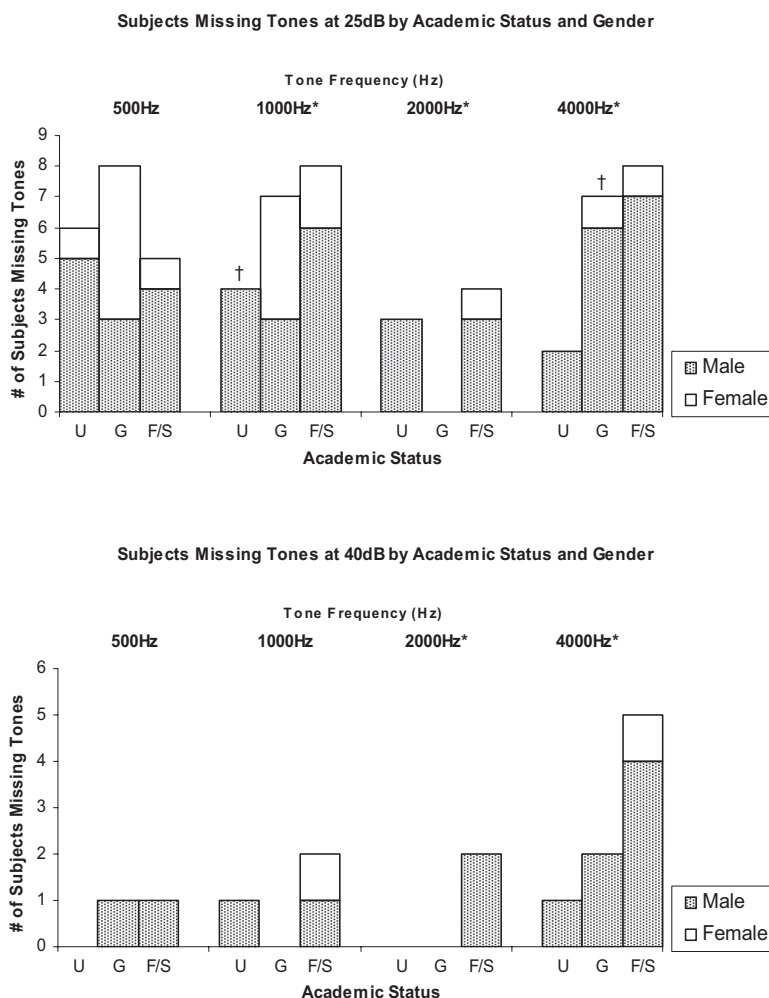 Subjects Missing Tones at 25dB by Academic Status and Gender
Tone Frequency (Hz)
500Hz 1000Hz* 2000Hz* 4000Hz*
# of Subjects Missing Tones
9
8
7
6
5
4
3
2
1
0
†
†
U G F/S U G F/S U G F/S U G F/S
Academic Status
Male
Female
Subjects Missing Tones at 40dB by Academic Status and Gender
Tone Frequency (Hz)
500Hz 1000Hz 2000Hz* 4000Hz*
# of Subjects Missing Tones
6
5
4
3
2
1
0
U G F/S U G F/S U G F/S U G F/S
Academic Status
Male
Female